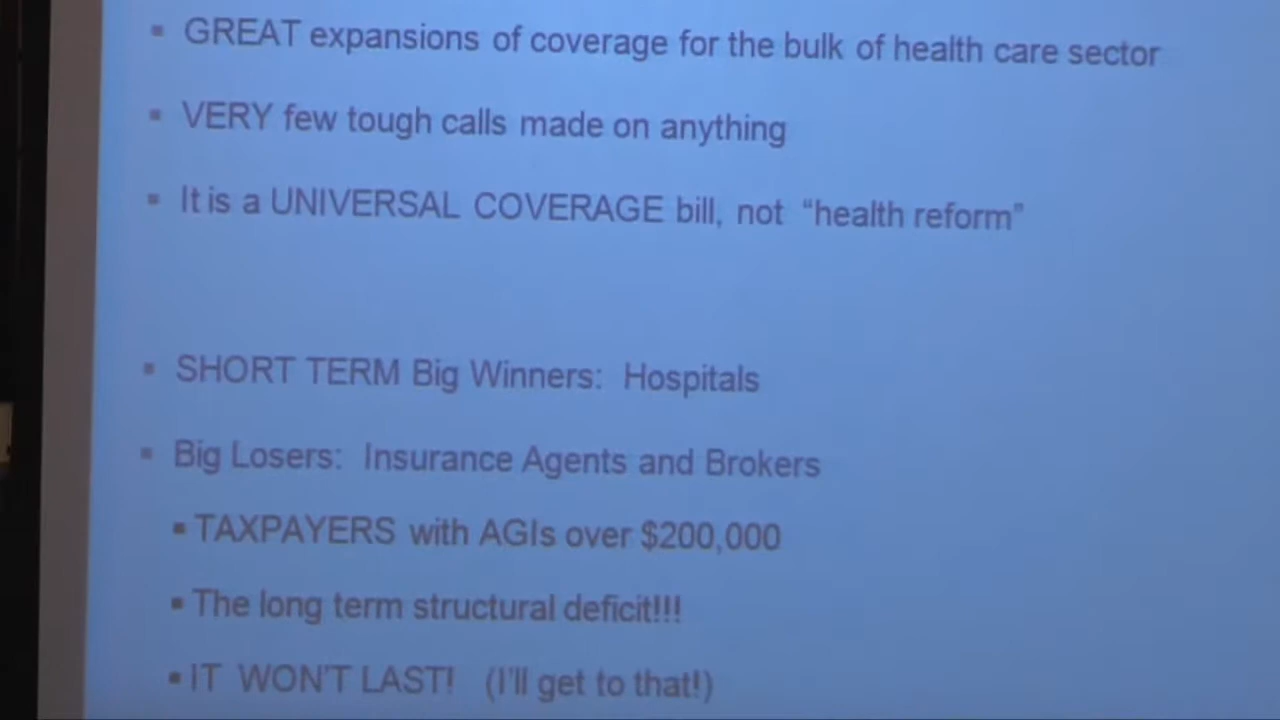 ▪ GREAT expansions of coverage for the bulk of health care sector
▪ VERY few tough calls made on anything
▪ It is a UNIVERSAL COVERAGE bill, not “health reform”
▪ SHORT TERM Big Winners: Hospitals
▪ Big Losers: Insurance Agents and Brokers
▪ TAXPAYERS with AGIs over $200,000
▪ The long term structural deficit!!!
▪ IT WON'T LAST! (I'll get to that!)